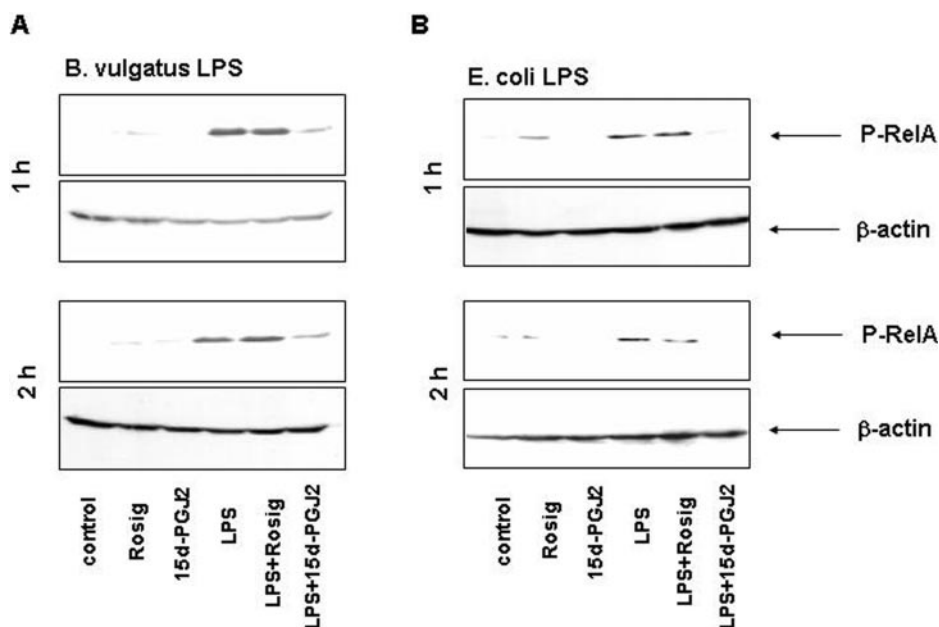 A
B
B. vulgatus LPS
E. coli LPS
1 h
1 h
P-RelA
β-actin
2 h
2 h
P-RelA
β-actin
control
Rosig
15d-PGJ2
LPS
LPS+Rosig
LPS+15d-PGJ2
control
Rosig
15d-PGJ2
LPS
LPS+Rosig
LPS+15d-PGJ2